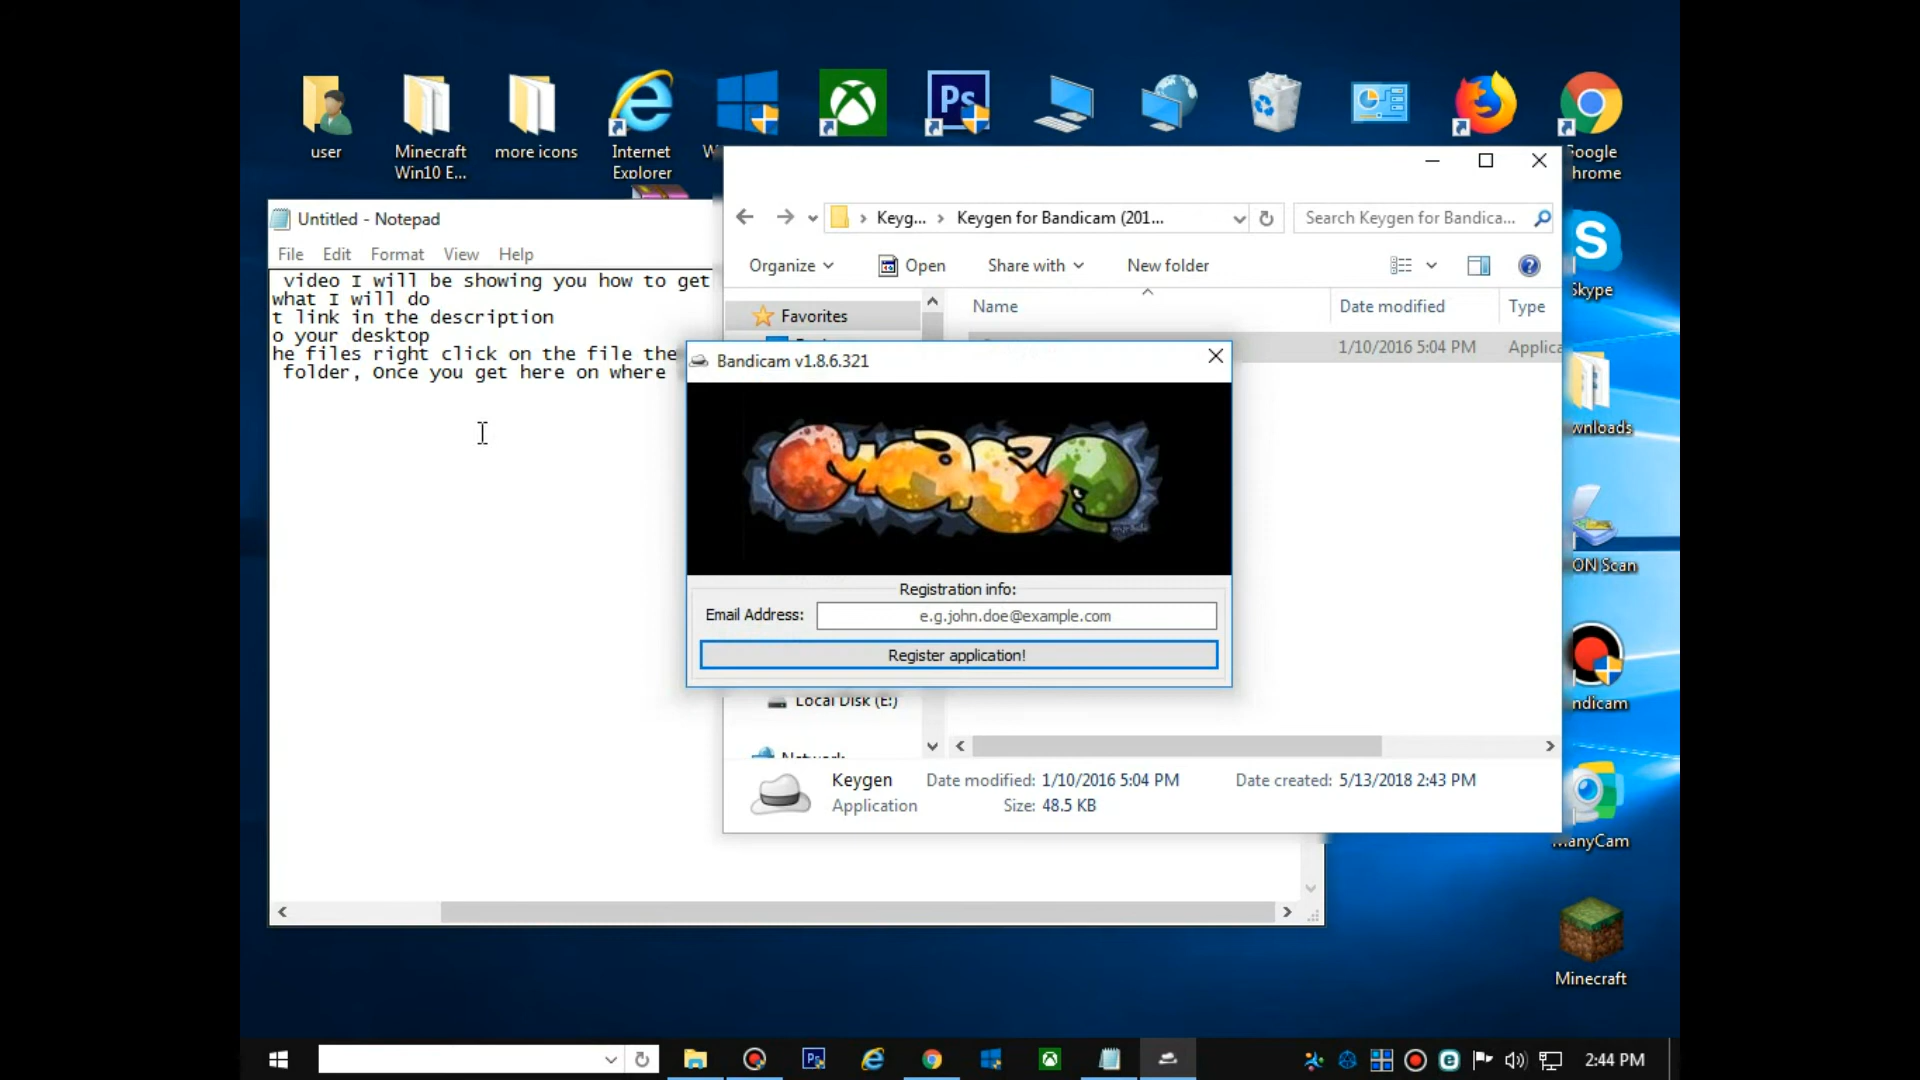 user
Minecraft
Win10 E...
more icons
Internet
Explorer
Ps
Google
Chrome
Untitled - Notepad
File Edit Format View Help
video I will be showing you how to get
what I will do
t link in the description
o your desktop
he files right click on the file the
folder, Once you get here on where
Keyg... Keygen for Bandicam (201...
Search Keygen for Bandica...
Organize Open Share with New folder
Name Date modified Type
Favorites
1/10/2016 5:04 PM Applica
Bandicam v1.8.6.321
Registration info:
Email Address: e.g.john.doe@example.com
Register application!
Local Disk (E:)
Network
Keygen Date modified: 1/10/2016 5:04 PM Date created: 5/13/2018 2:43 PM
Application Size: 48.5 KB
S
Skype
wnloads
ON Scan
ndicam
ManyCam
Minecraft
Ps
2:44 PM